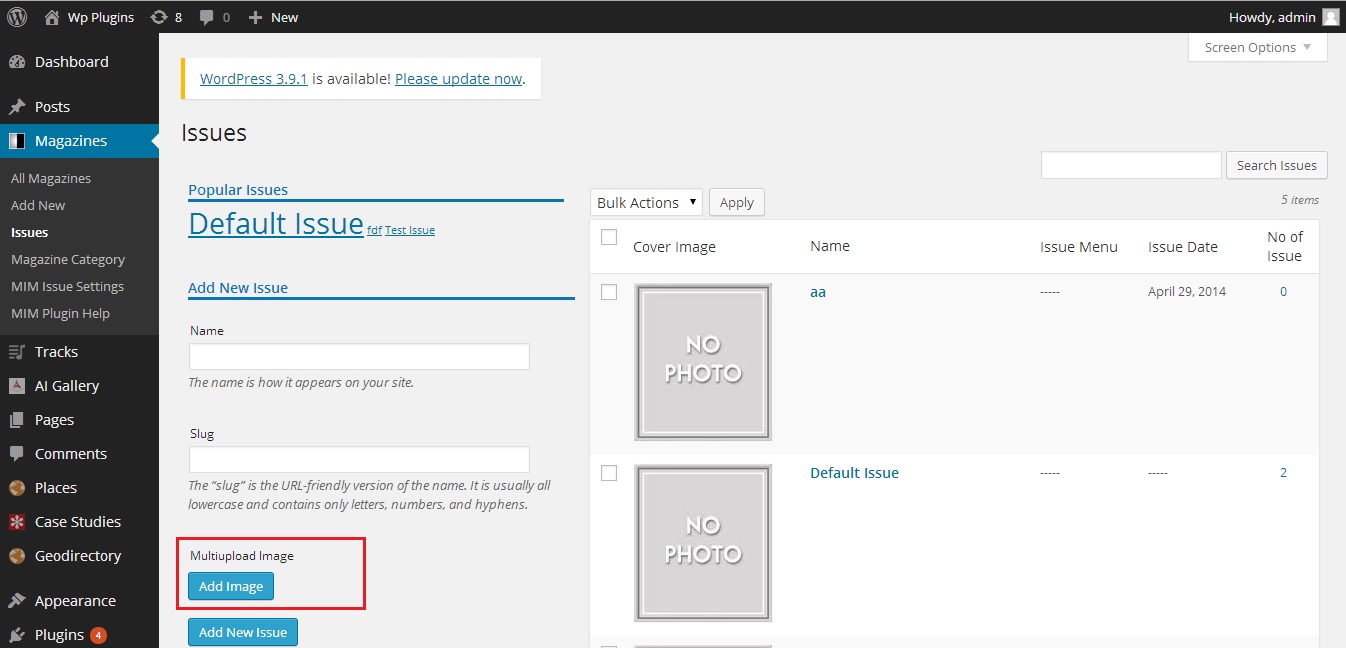 Wp Plugins 8 0 New Howdy, admin
Screen Options
Dashboard
Posts
Magazines
All Magazines
Add New
Issues
Magazine Category
MIM Issue Settings
MIM Plugin Help
Tracks
AI Gallery
Pages
Comments
Places
Case Studies
Geodirectory
Appearance
Plugins 4
WordPress 3.9.1 is available! Please update now.
Issues
Popular Issues
Default Issue fdf Test Issue
Add New Issue
Name
The name is how it appears on your site.
Slug
The “slug” is the URL-friendly version of the name. It is usually all
lowercase and contains only letters, numbers, and hyphens.
Multiupload Image
Add Image
Add New Issue
Search Issues
Bulk Actions Apply
5 items
Cover Image Name Issue Menu Issue Date No of
Issue
NO
PHOTO
aa ----- April 29, 2014 0
NO
PHOTO
Default Issue ----- ----- 2